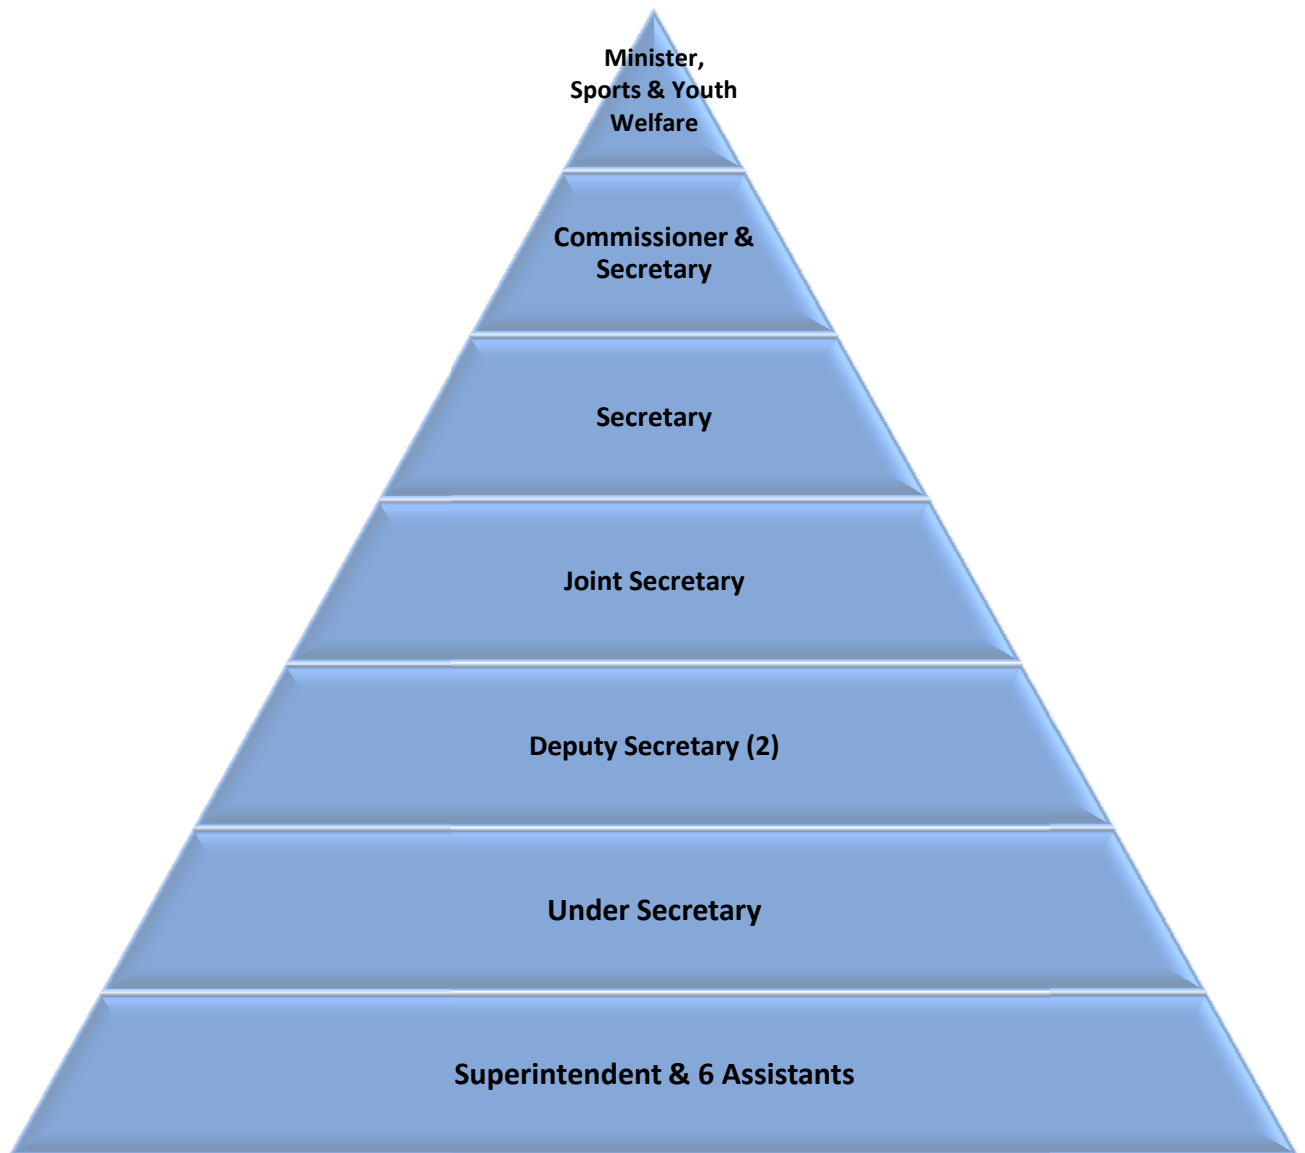 Minister,
Sports & Youth
Welfare
Commissioner &
Secretary
Secretary
Joint Secretary
Deputy Secretary (2)
Under Secretary
Superintendent & 6 Assistants